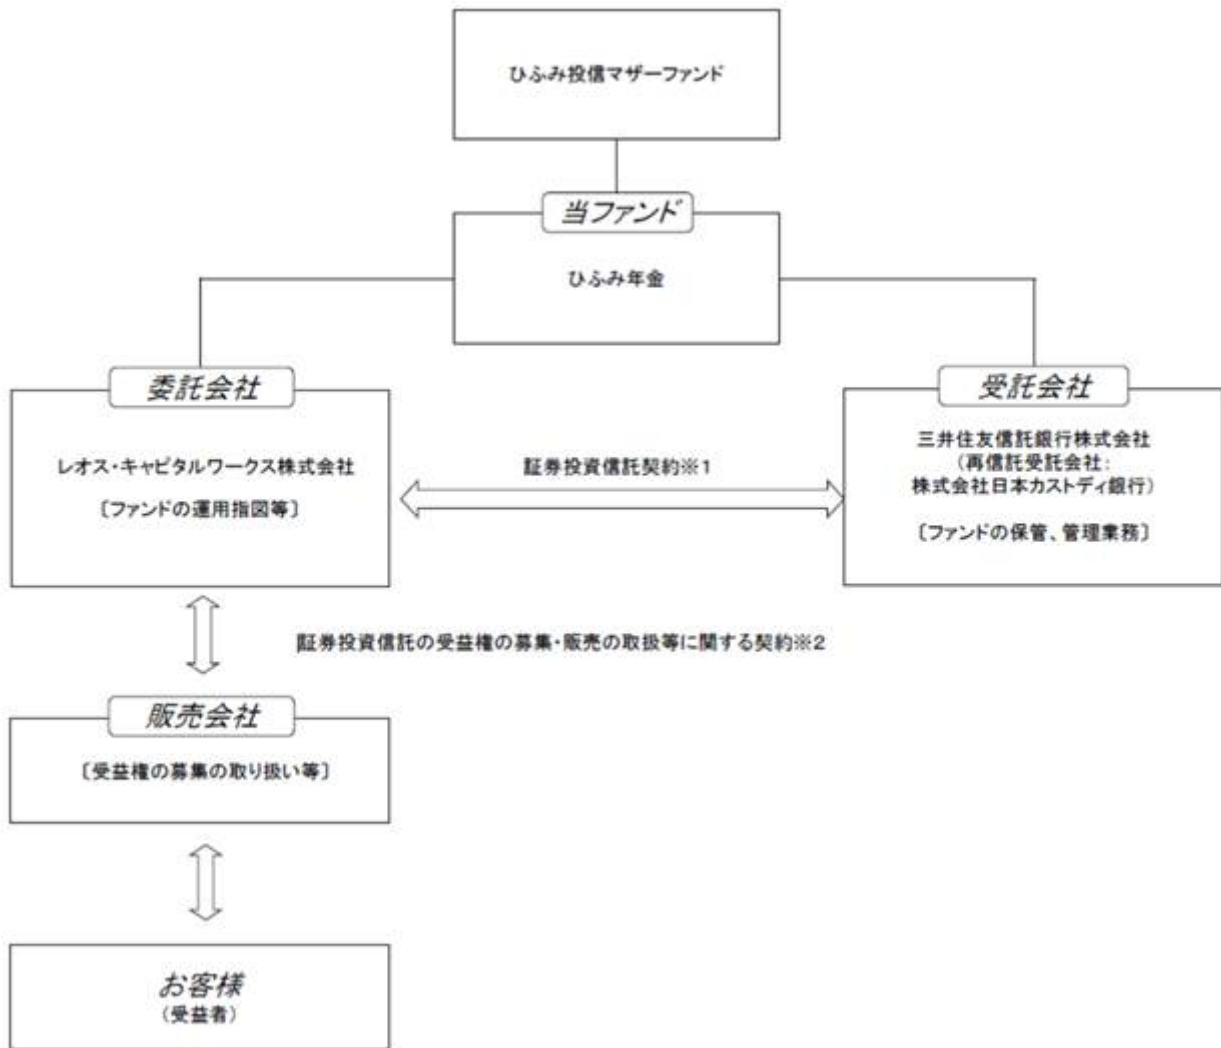 ひふみ投信マザーファンド
当ファンド
ひふみ年金
委託会社
レオス・キャピタルワークス株式会社
〔ファンドの運用指図等〕
証券投資信託契約※1
受託会社
三井住友信託銀行株式会社
（再信託受託会社：
株式会社日本カストディ銀行）
〔ファンドの保管、管理業務〕
証券投資信託の受益権の募集・販売の取扱等に関する契約※2
販売会社
〔受益権の募集の取り扱い等〕
お客様
（受益者）